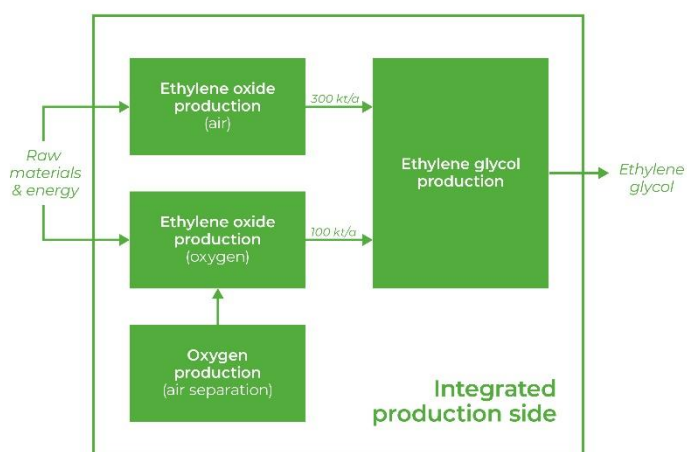 Raw
materials
& energy
Ethylene oxide
production
(air)
300 kt/a
Ethylene oxide
production
(oxygen)
100 kt/a
Oxygen
production
(air separation)
Ethylene glycol
production
Ethylene
glycol
Integrated
production side